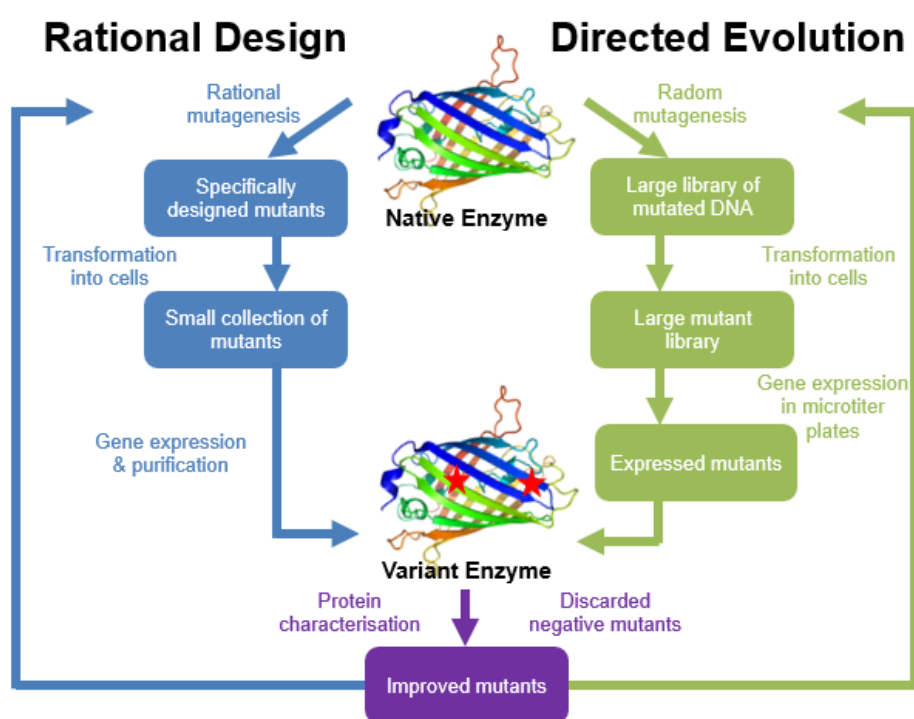 Rational Design
Directed Evolution
Rational
mutagenesis
Radom
mutagenesis
Specifically
designed mutants
Native Enzyme
Large library of
mutated DNA
Transformation
into cells
Transformation
into cells
Small collection of
mutants
Large mutant
library
Gene expression
in microtiter
plates
Gene expression
& purification
Expressed mutants
Variant Enzyme
Protein
characterisation
Discarded
negative mutants
Improved mutants